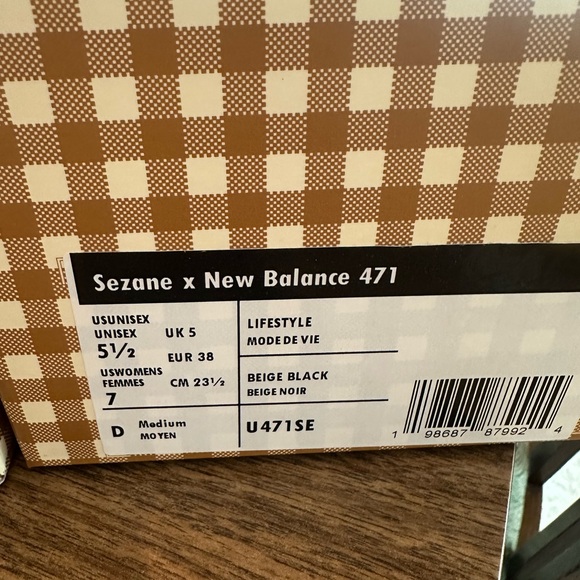 Sezane x New Balance 471
USUNISEX
UNISEX
5½
UK 5
EUR 38
USWOMENS
FEMMES
7
CM 23½
D Medium
MOYEN
LIFESTYLE
MODE DE VIE
BEIGE BLACK
BEIGE NOIR
U471SE
1 98687 87992 4